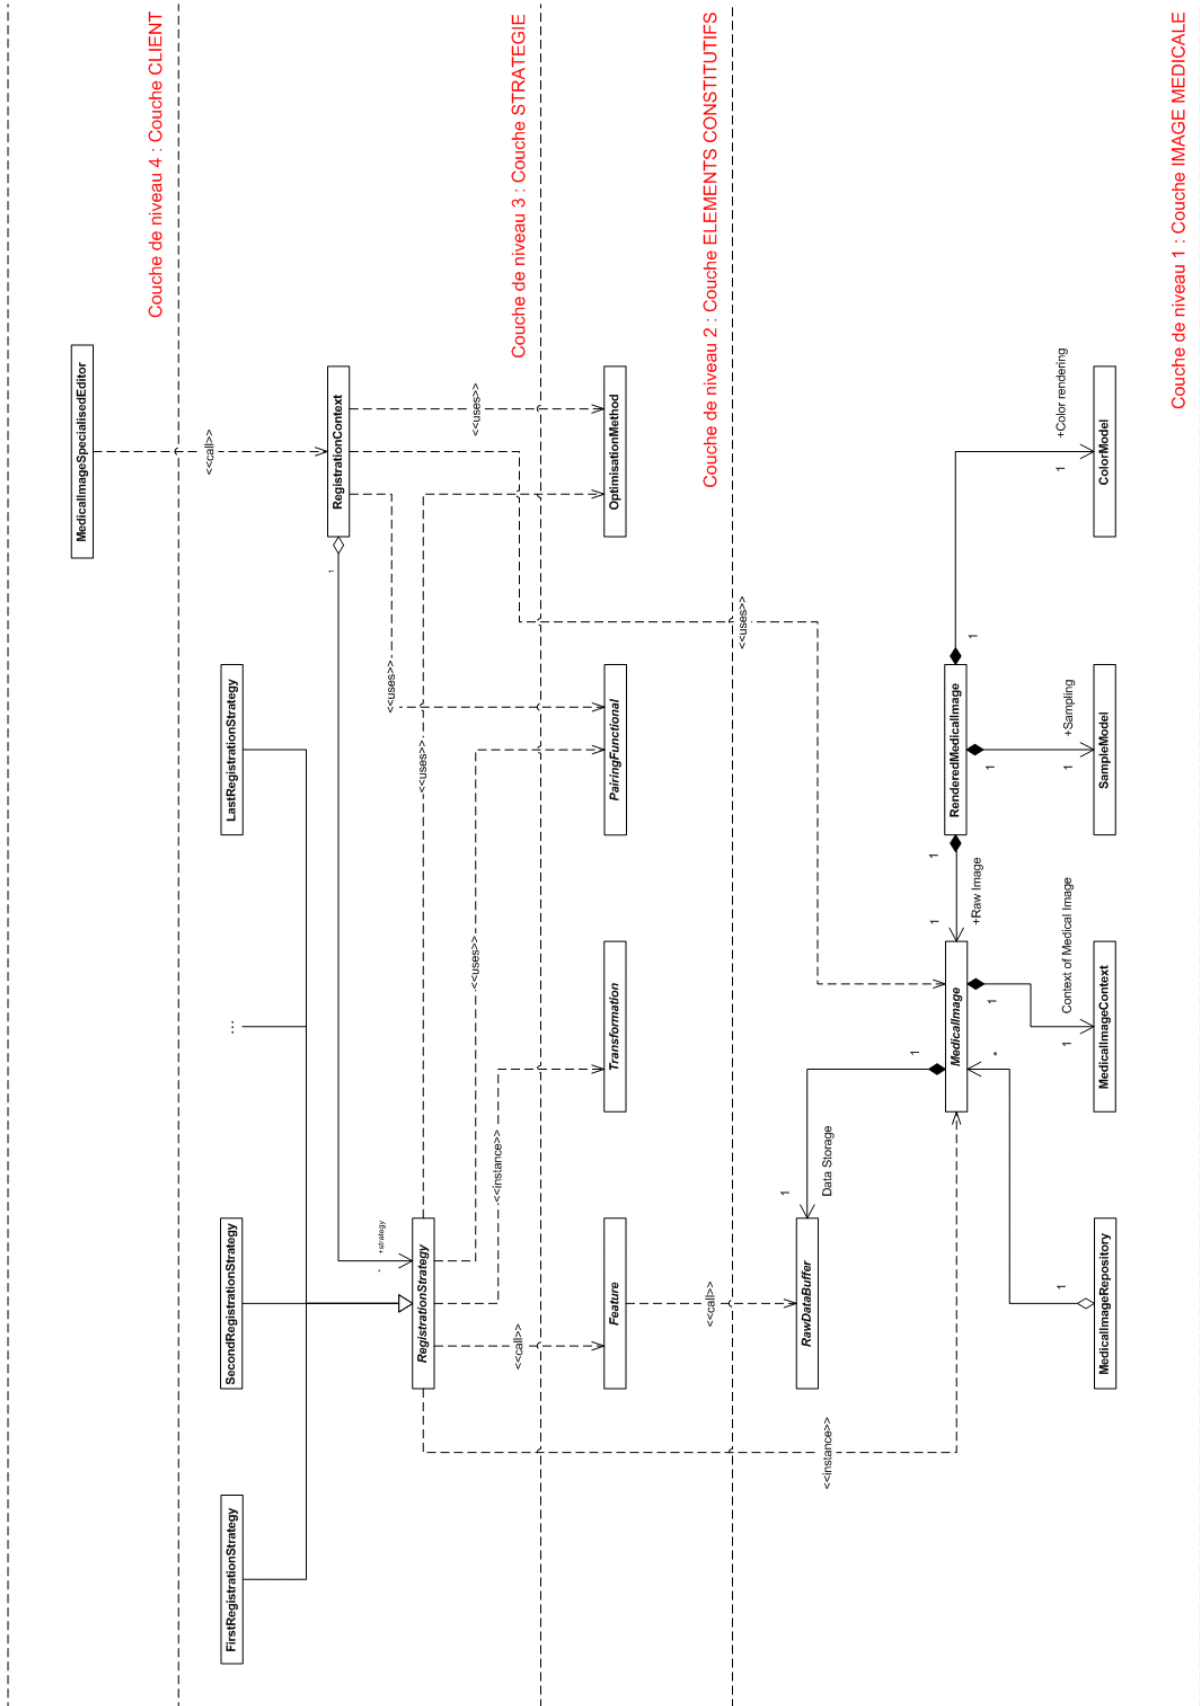 MedicalImageSpecialisedEditor
Couche de niveau 4 : Couche CLIENT
<<call>>
FirstRegistrationStrategy
SecondRegistrationStrategy
...
LastRegistrationStrategy
RegistrationContext
1
+strategy
RegistrationStrategy
<<uses>>
<<uses>>
<<uses>>
<<uses>>
<<instance>>
<<call>>
Couche de niveau 3 : Couche STRATEGIE
Feature
Transformation
PairingFunctional
OptimisationMethod
Couche de niveau 2 : Couche ELEMENTS CONSTITUTIFS
<<call>>
<<uses>>
<<instance>>
RawDataBuffer
1
Data Storage
1
MedicalImage
*
1
1
+Raw Image
1
RenderedMedicalImage
1
1
1
Context of Medical Image
1
+Sampling
1
+Color rendering
1
MedicalImageRepository
MedicalImageContext
SampleModel
ColorModel
Couche de niveau 1 : Couche IMAGE MEDICALE